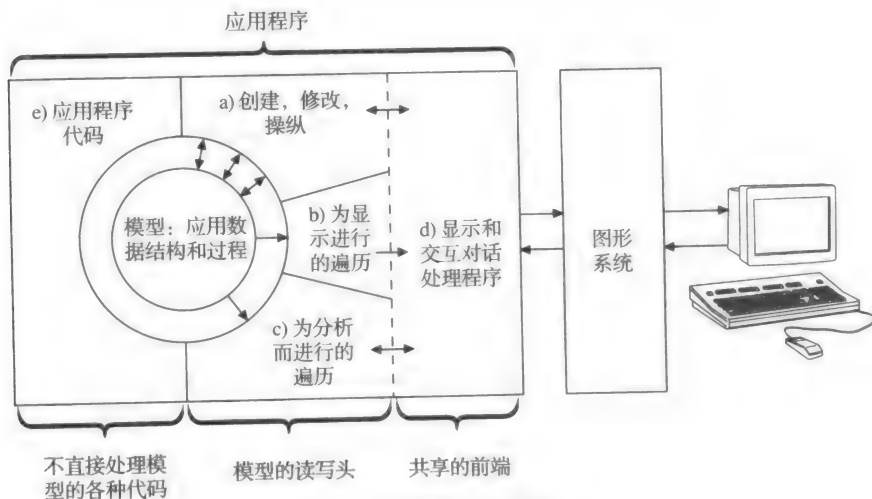 应用程序
e) 应用程序
代码
a) 创建，修改，
操纵
模型：应用数
据结构和过程
b) 为显
示进行
的遍历
c) 为分析
而进行的
遍历
d) 显示和
交互对话
处理程序
图形
系统
不直接处理模
型的各种代码
模型的读写头
共享的前端